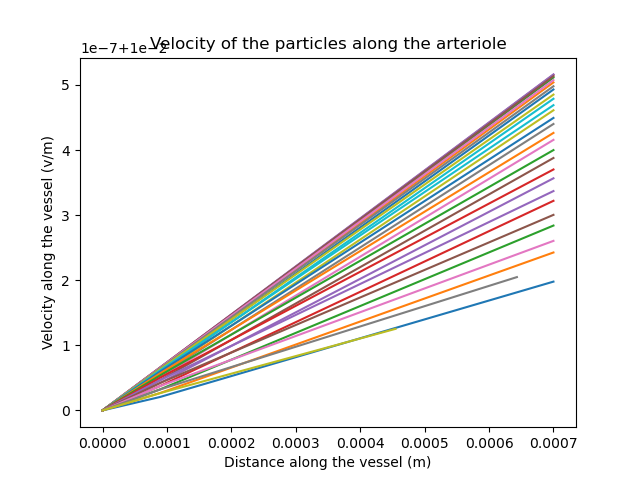 Velocity of the particles along the arteriole
1e−7+1e−2
5
4
3
2
1
0
Velocity along the vessel (v/m)
0.0000 0.0001 0.0002 0.0003 0.0004 0.0005 0.0006 0.0007
Distance along the vessel (m)